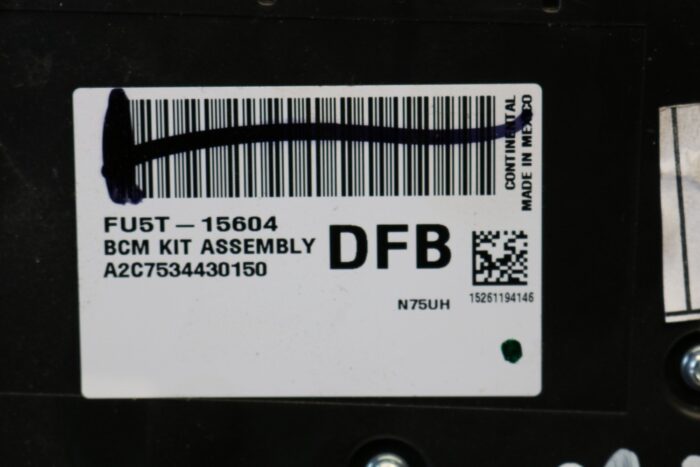 CONTINENTAL
MADE IN MEXICO
FU5T-15604
BCM KIT ASSEMBLY
DFB
A2C7534430150
N75UH
15261194146